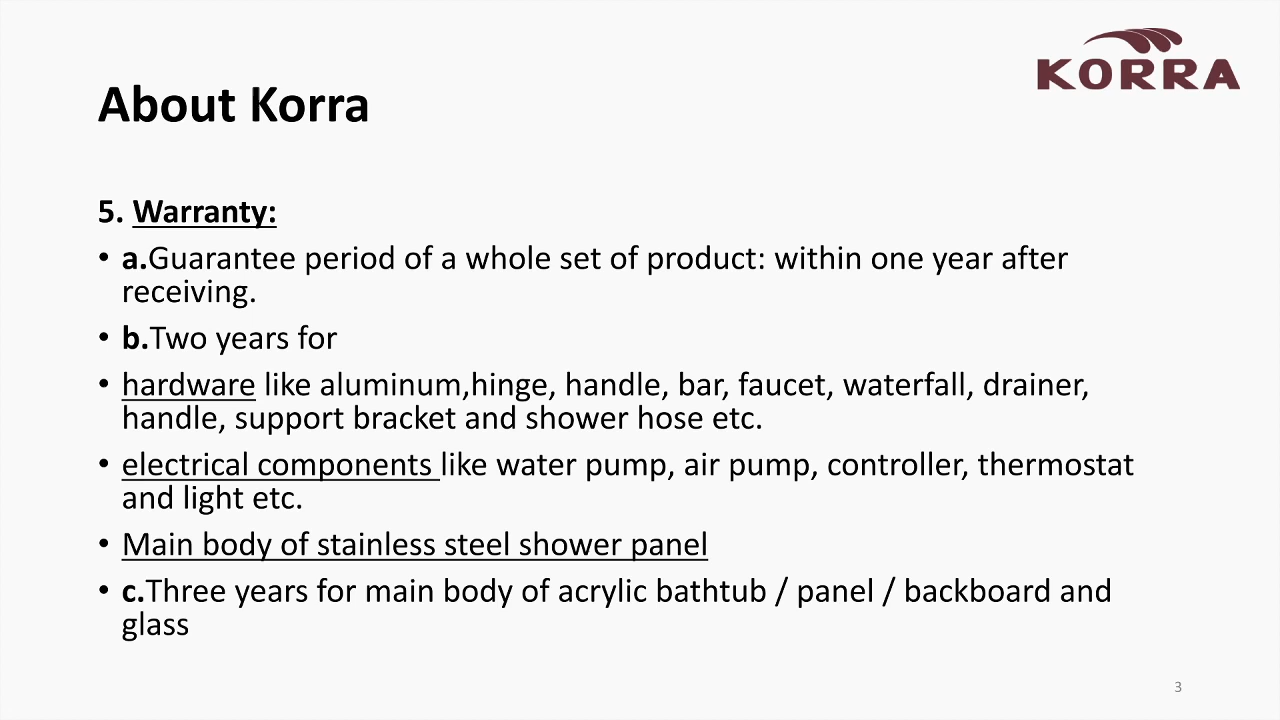 KORRA
About Korra
5. Warranty:
• a.Guarantee period of a whole set of product: within one year after
receiving.
• b.Two years for
• hardware like aluminum,hinge, handle, bar, faucet, waterfall, drainer,
handle, support bracket and shower hose etc.
• electrical components like water pump, air pump, controller, thermostat
and light etc.
• Main body of stainless steel shower panel
• c.Three years for main body of acrylic bathtub / panel / backboard and
glass
3